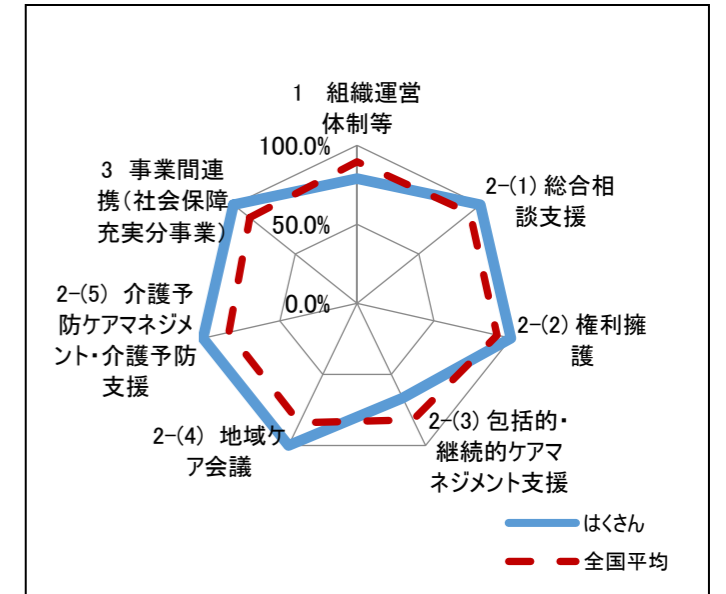 1 組織運営
体制等
100.0%
50.0%
0.0%
2-(1) 総合相
談支援
2-(2) 権利擁
護
2-(3) 包括的・
継続的ケアマ
ネジメント支援
2-(4) 地域ケ
ア会議
2-(5) 介護予
防ケアマネジメ
ント・介護予防
支援
3 事業間連
携(社会保障
充実分事業)
はくさん
全国平均